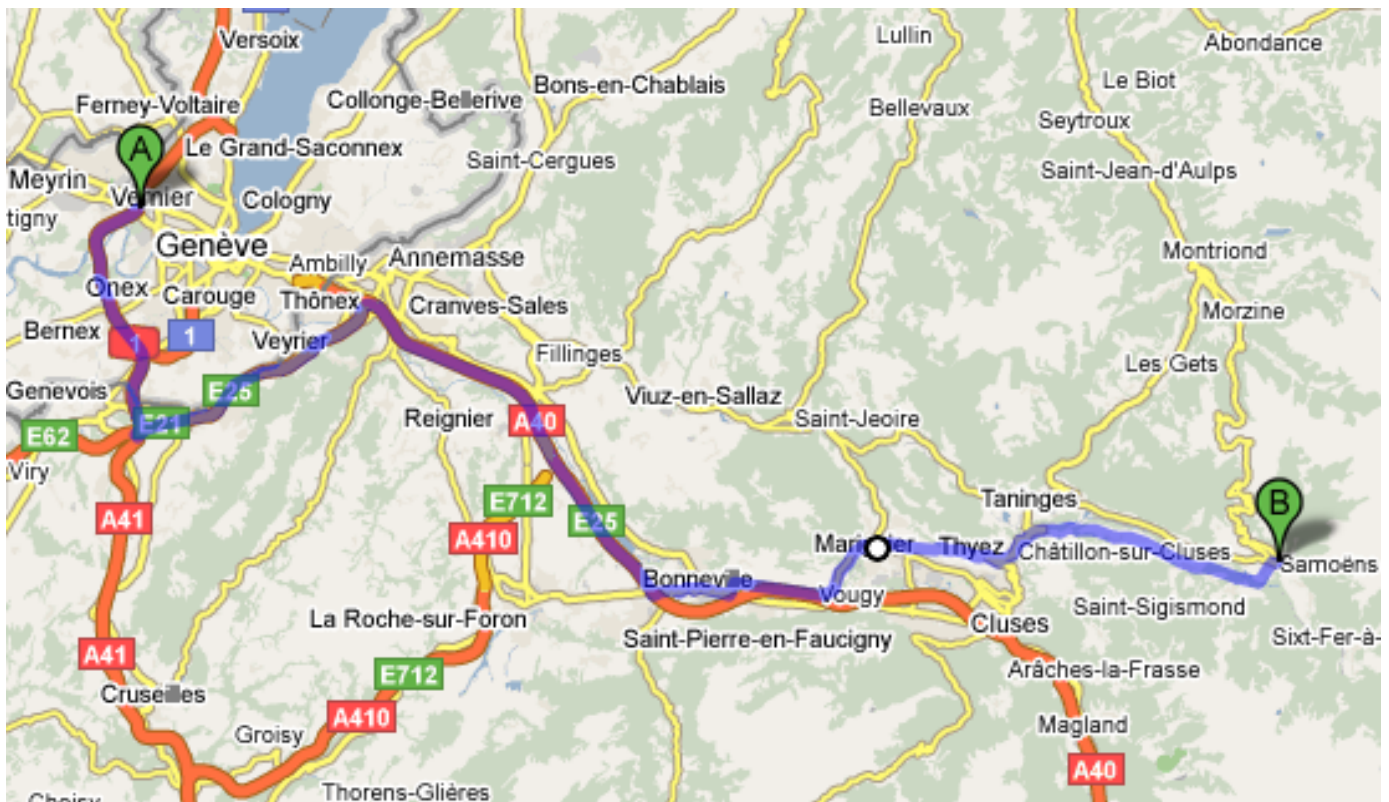 Versoix
Lullin
Abondance
Le Biot
Bons-en-Chablais
Ferney-Voltaire
Collonge-Bellerive
Bellevaux
Seytroux
A
Le Grand-Saconnex
Saint-Cergues
Saint-Jean-d'Aulps
Meyrin
Vernier
Cologny
tigny
Genève
Ambilly
Annemasse
Montriond
Onex
Carouge
Thônex
Cranves-Sales
Morzine
Bernex
1
1
Veyrier
Fillinges
Les Gets
Genevois
E25
Viuz-en-Sallaz
E62
E21
Reignier
A40
Saint-Jeoire
Viry
E712
Taninges
B
A41
E25
A410
Thyez
Châtillon-sur-Cluses
Samoëns
Bonneville
Vougy
Saint-Sigismond
La Roche-sur-Foron
Cluses
Saint-Pierre-en-Faucigny
Sixt-Fer-à-
A41
E712
Arâches-la-Frasse
Cruseilles
A410
Groisy
Magland
A40
Thorens-Glières